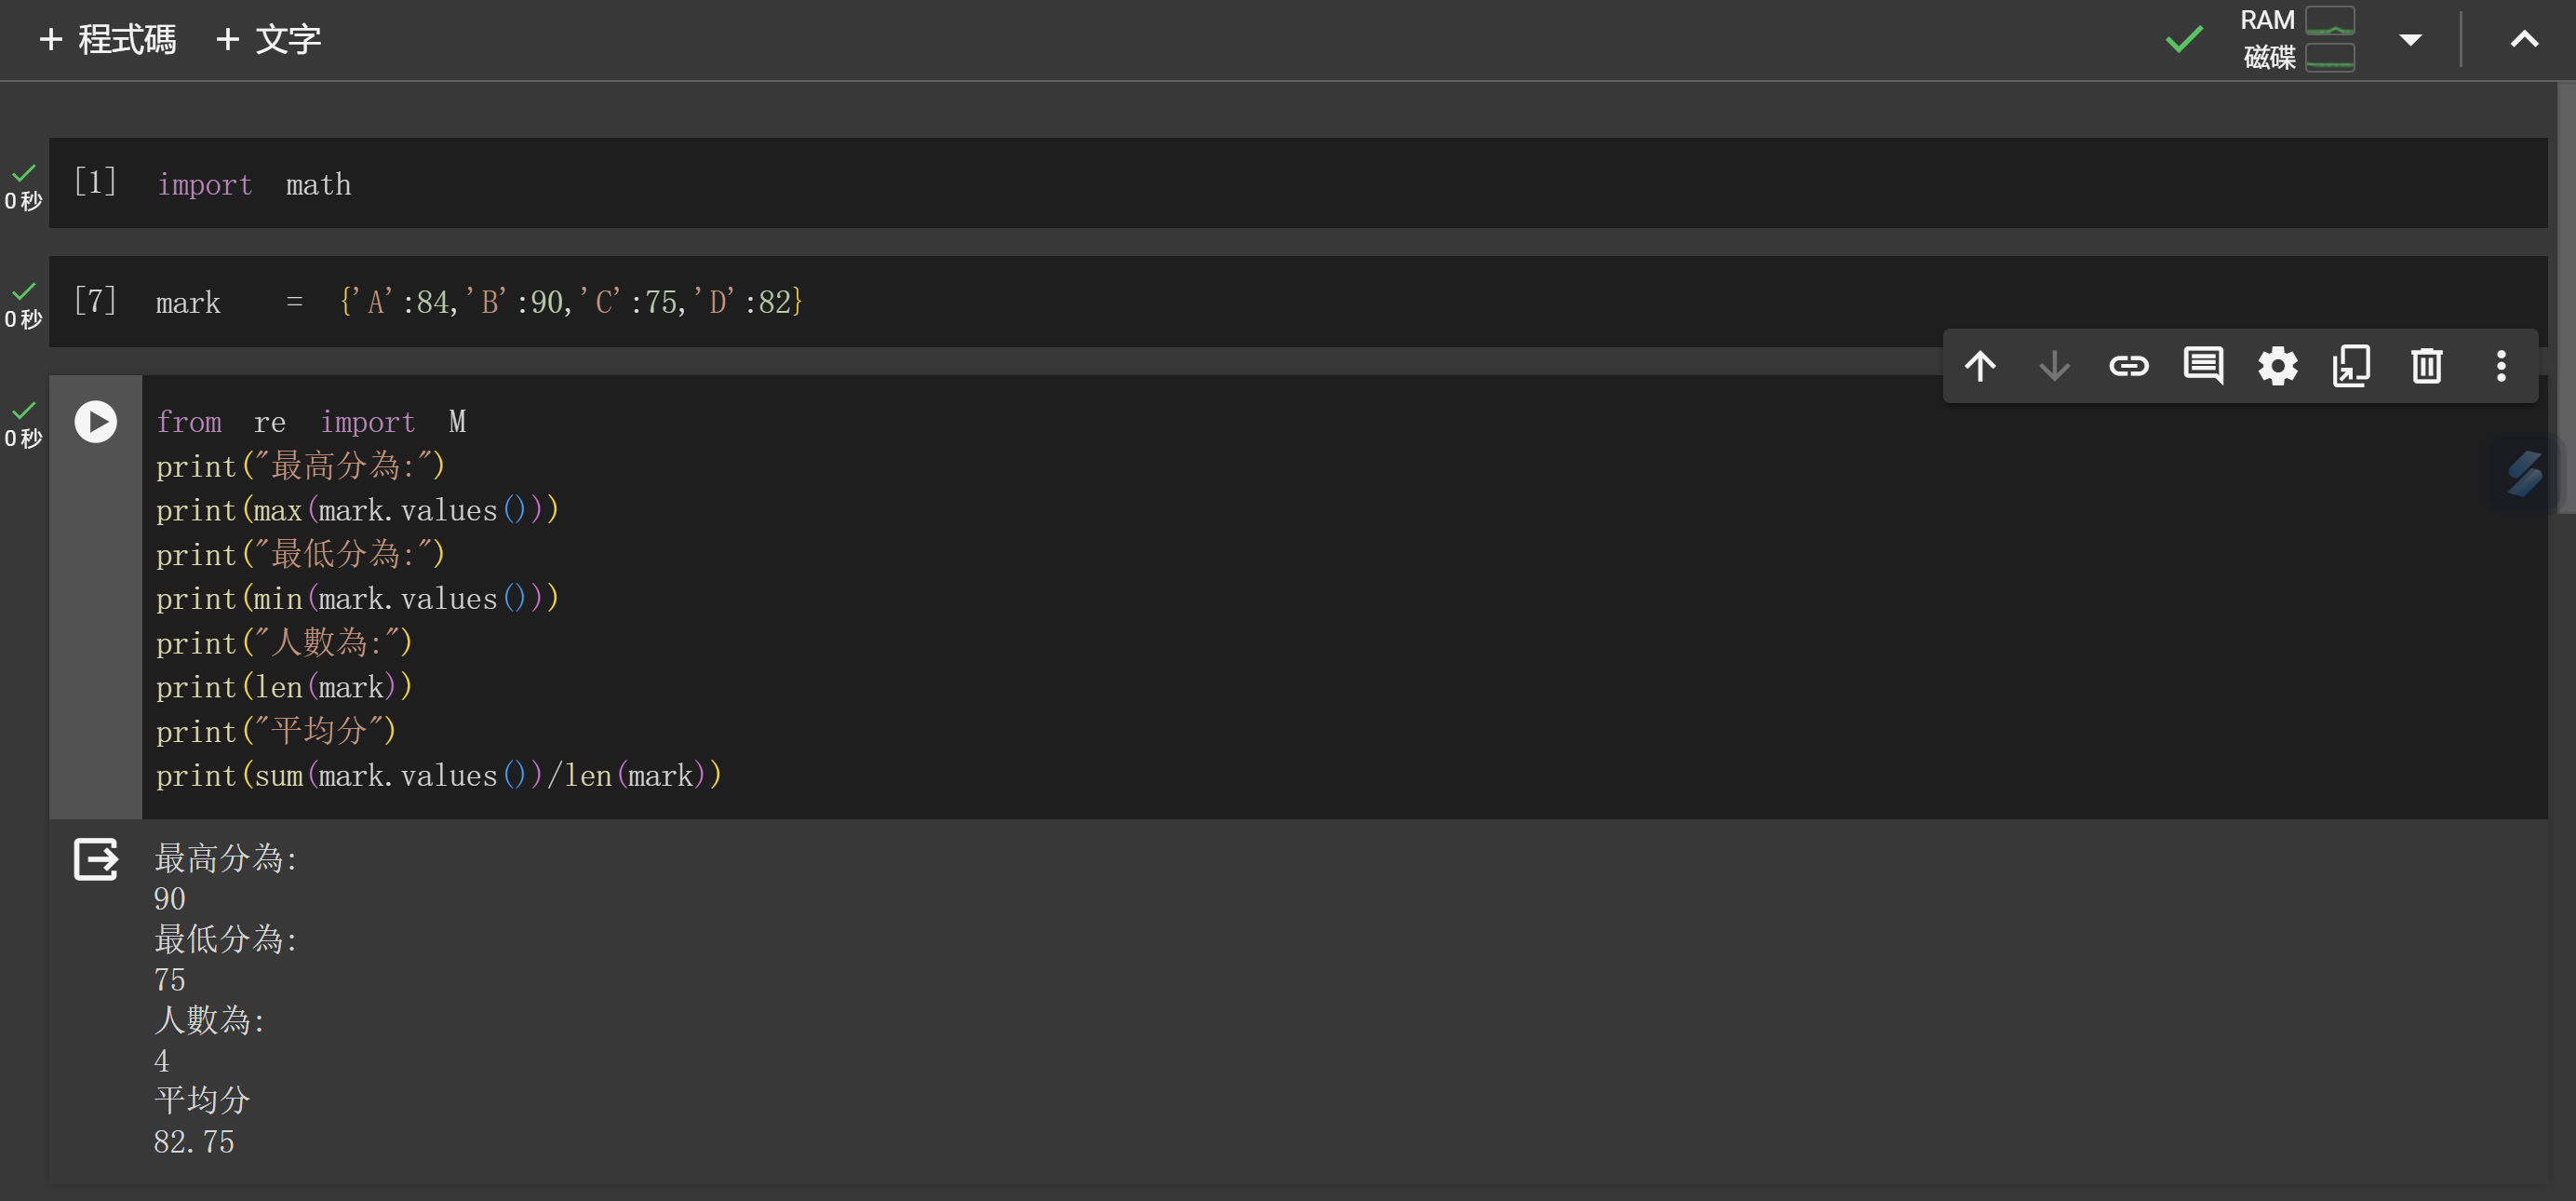 + 程式碼 + 文字
RAM
磁碟
[1] import math
0 秒
[7] mark = {'A':84,'B':90,'C':75,'D':82}
0 秒
from re import M
0 秒
print("最高分為:")
print(max(mark.values()))
print("最低分為:")
print(min(mark.values()))
print("人數為:")
print(len(mark))
print("平均分")
print(sum(mark.values())/len(mark))
最高分為:
90
最低分為:
75
人數為:
4
平均分
82.75